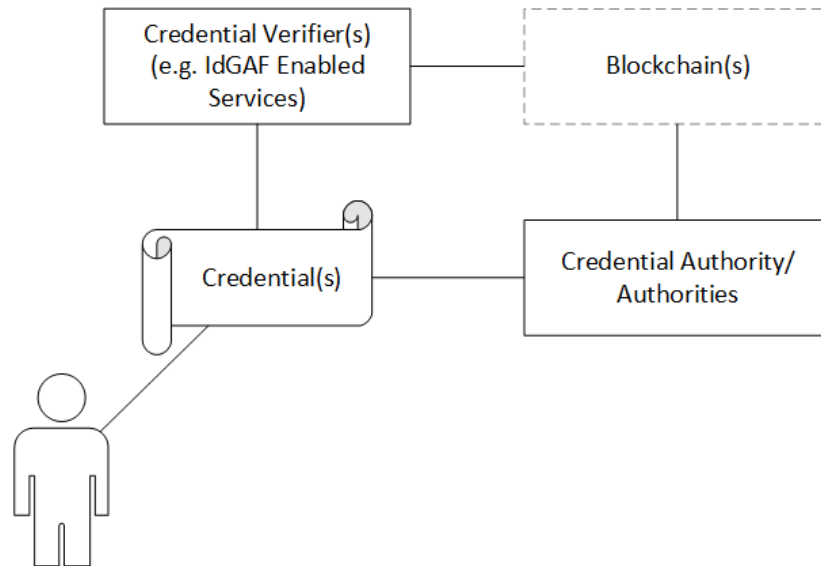 Credential Verifier(s)
(e.g. IdGAF Enabled
Services)
Blockchain(s)
Credential(s)
Credential Authority/
Authorities